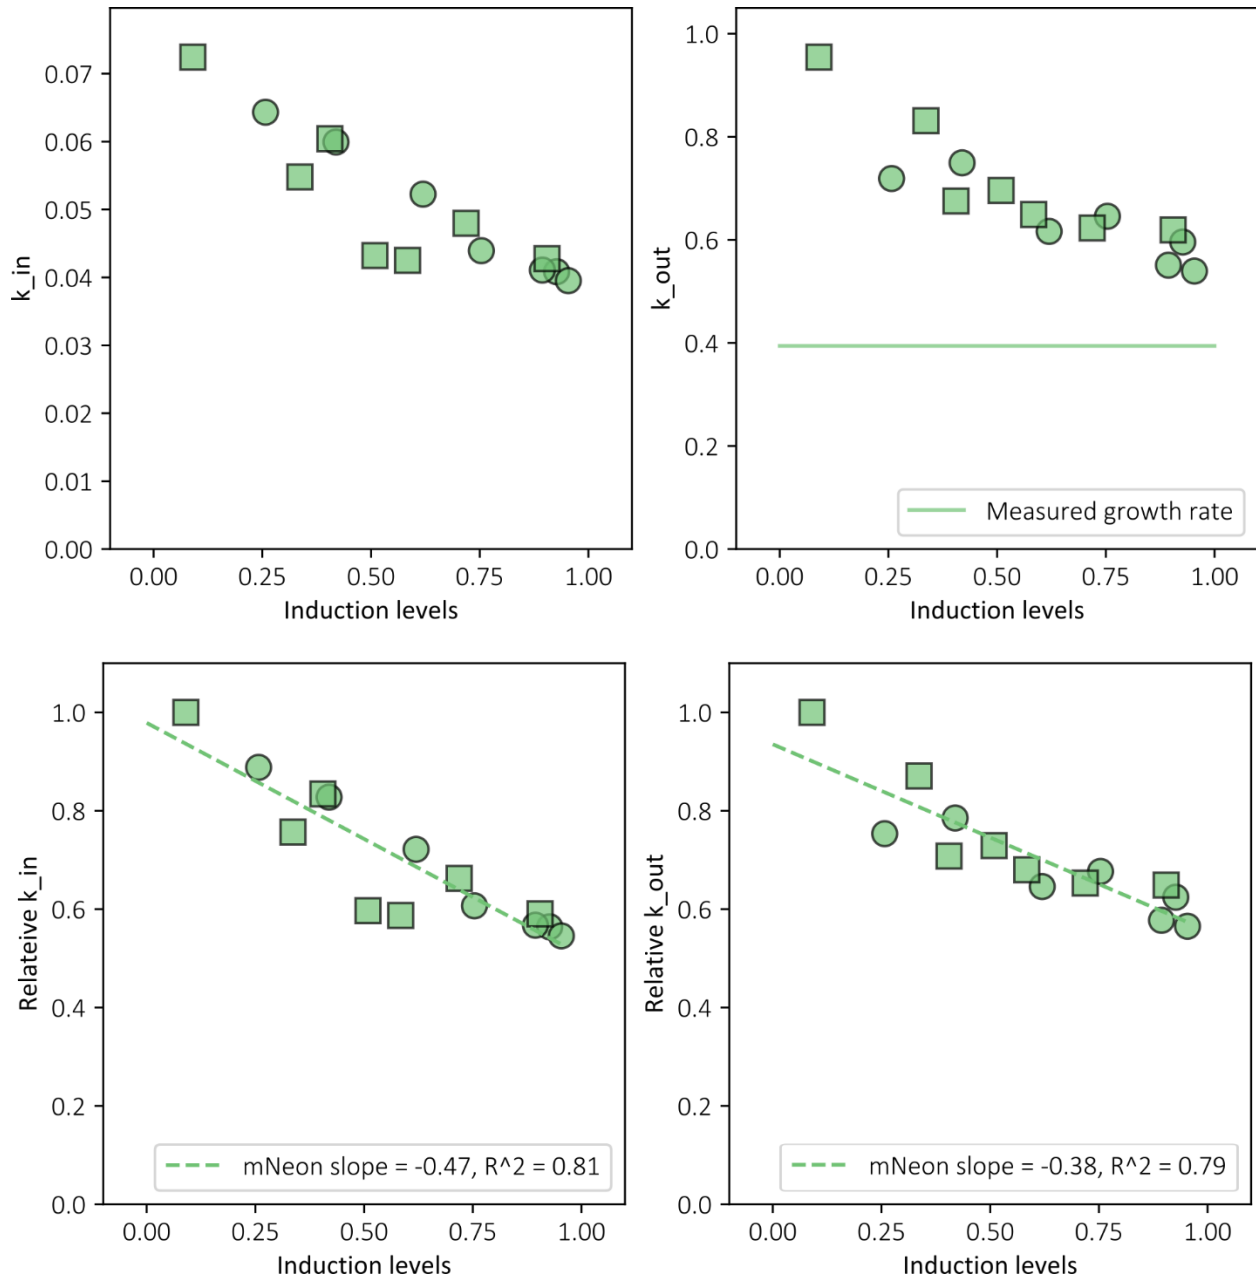 k_in
0.07
0.06
0.05
0.04
0.03
0.02
0.01
0.00
0.00 0.25 0.50 0.75 1.00
Induction levels
k_out
1.0
0.8
0.6
0.4
0.2
0.0
Measured growth rate
0.00 0.25 0.50 0.75 1.00
Induction levels
Relateive k_in
1.0
0.8
0.6
0.4
0.2
0.0
mNeon slope = -0.47, R^2 = 0.81
0.00 0.25 0.50 0.75 1.00
Induction levels
Relative k_out
1.0
0.8
0.6
0.4
0.2
0.0
mNeon slope = -0.38, R^2 = 0.79
0.00 0.25 0.50 0.75 1.00
Induction levels